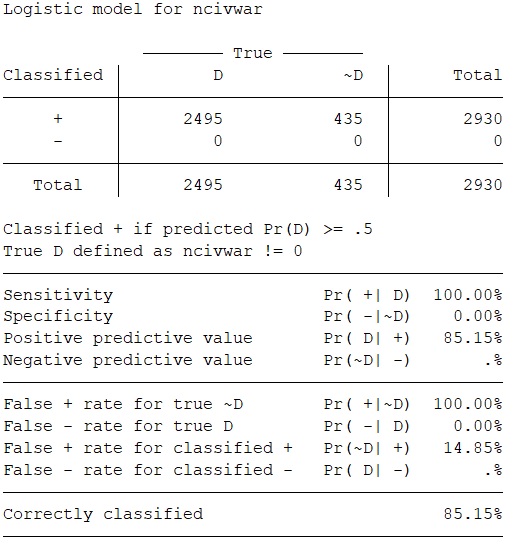 Logistic model for ncivwar
True
Classified D ~D Total
+ 2495 435 2930
- 0 0 0
Total 2495 435 2930
Classified + if predicted Pr(D) >= .5
True D defined as ncivwar != 0
Sensitivity Pr( +| D) 100.00%
Specificity Pr( -|~D) 0.00%
Positive predictive value Pr( D| +) 85.15%
Negative predictive value Pr(~D| -) .%
False + rate for true ~D Pr( +|~D) 100.00%
False - rate for true D Pr( -| D) 0.00%
False + rate for classified + Pr(~D| +) 14.85%
False - rate for classified - Pr( D| -) .%
Correctly classified 85.15%